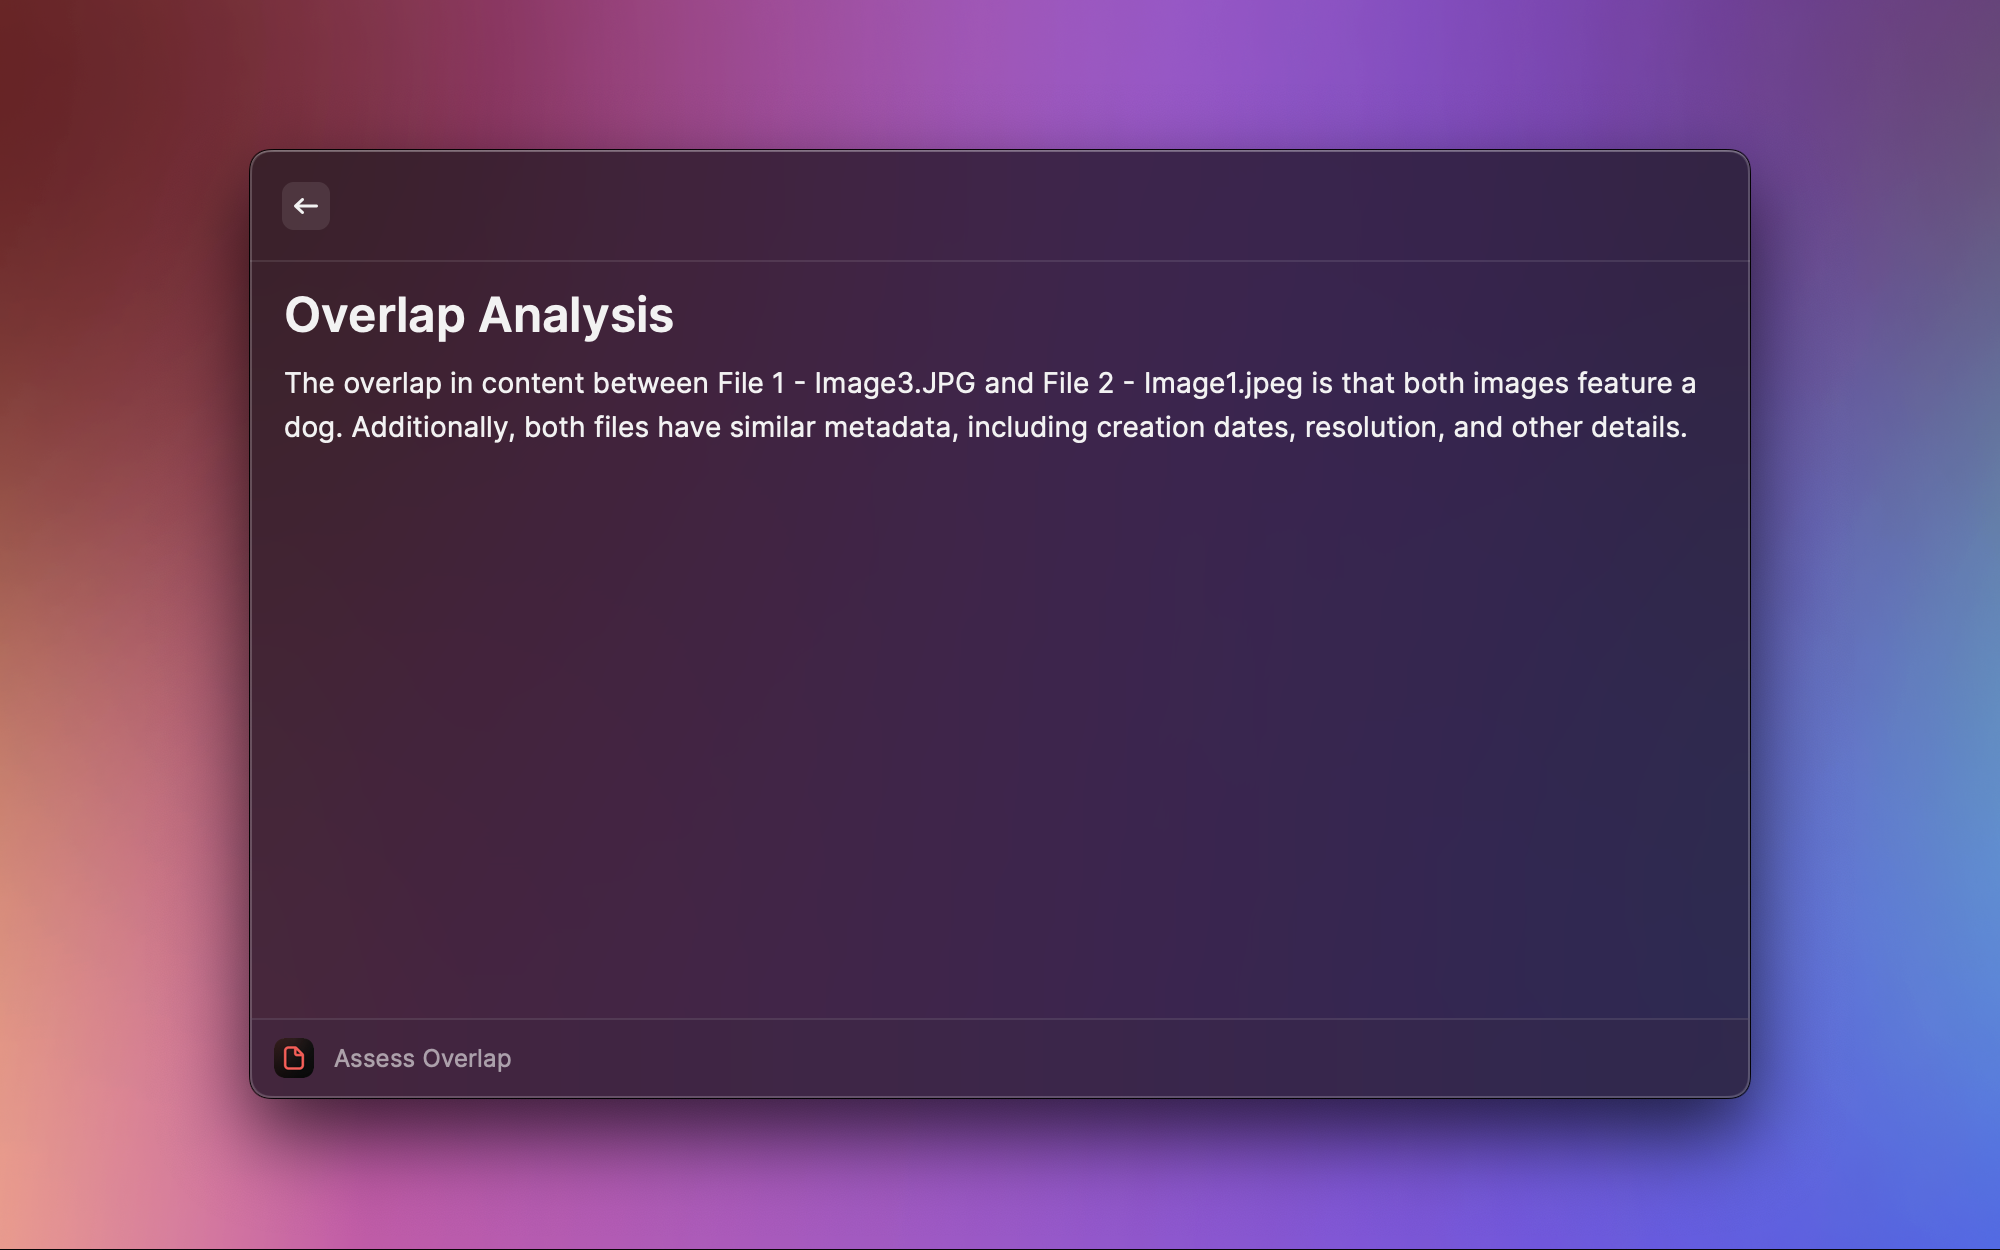 Overlap Analysis
The overlap in content between File 1 - Image3.JPG and File 2 - Image1.jpeg is that both images feature a
dog. Additionally, both files have similar metadata, including creation dates, resolution, and other details.
Assess Overlap